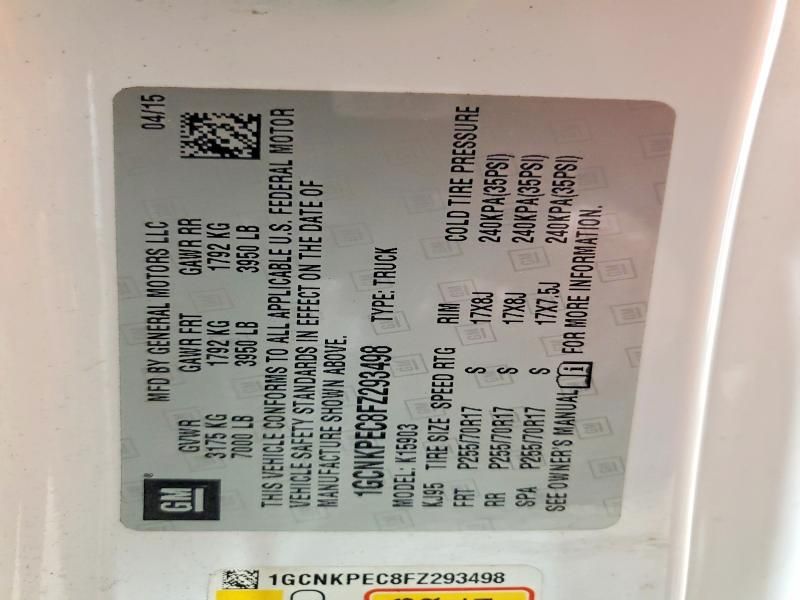 GM
MFD BY GENERAL MOTORS LLC 04/15
GVWR GAWR FRT GAWR RR
3175 KG 1792 KG 1792 KG
7000 LB 3950 LB 3950 LB
THIS VEHICLE CONFORMS TO ALL APPLICABLE U.S. FEDERAL MOTOR
VEHICLE SAFETY STANDARDS IN EFFECT ON THE DATE OF
MANUFACTURE SHOWN ABOVE.
1GCNKPEC8FZ293498 TYPE: TRUCK
MODEL: K15903
KJ95 TIRE SIZE SPEED RTG RIM COLD TIRE PRESSURE
FRT P255/70R17 S 17X8J 240KPA(35PSI)
RR P255/70R17 S 17X8J 240KPA(35PSI)
SPA P255/70R17 S 17X7.5J 240KPA(35PSI)
SEE OWNER'S MANUAL i FOR MORE INFORMATION.
1GCNKPEC8FZ293498